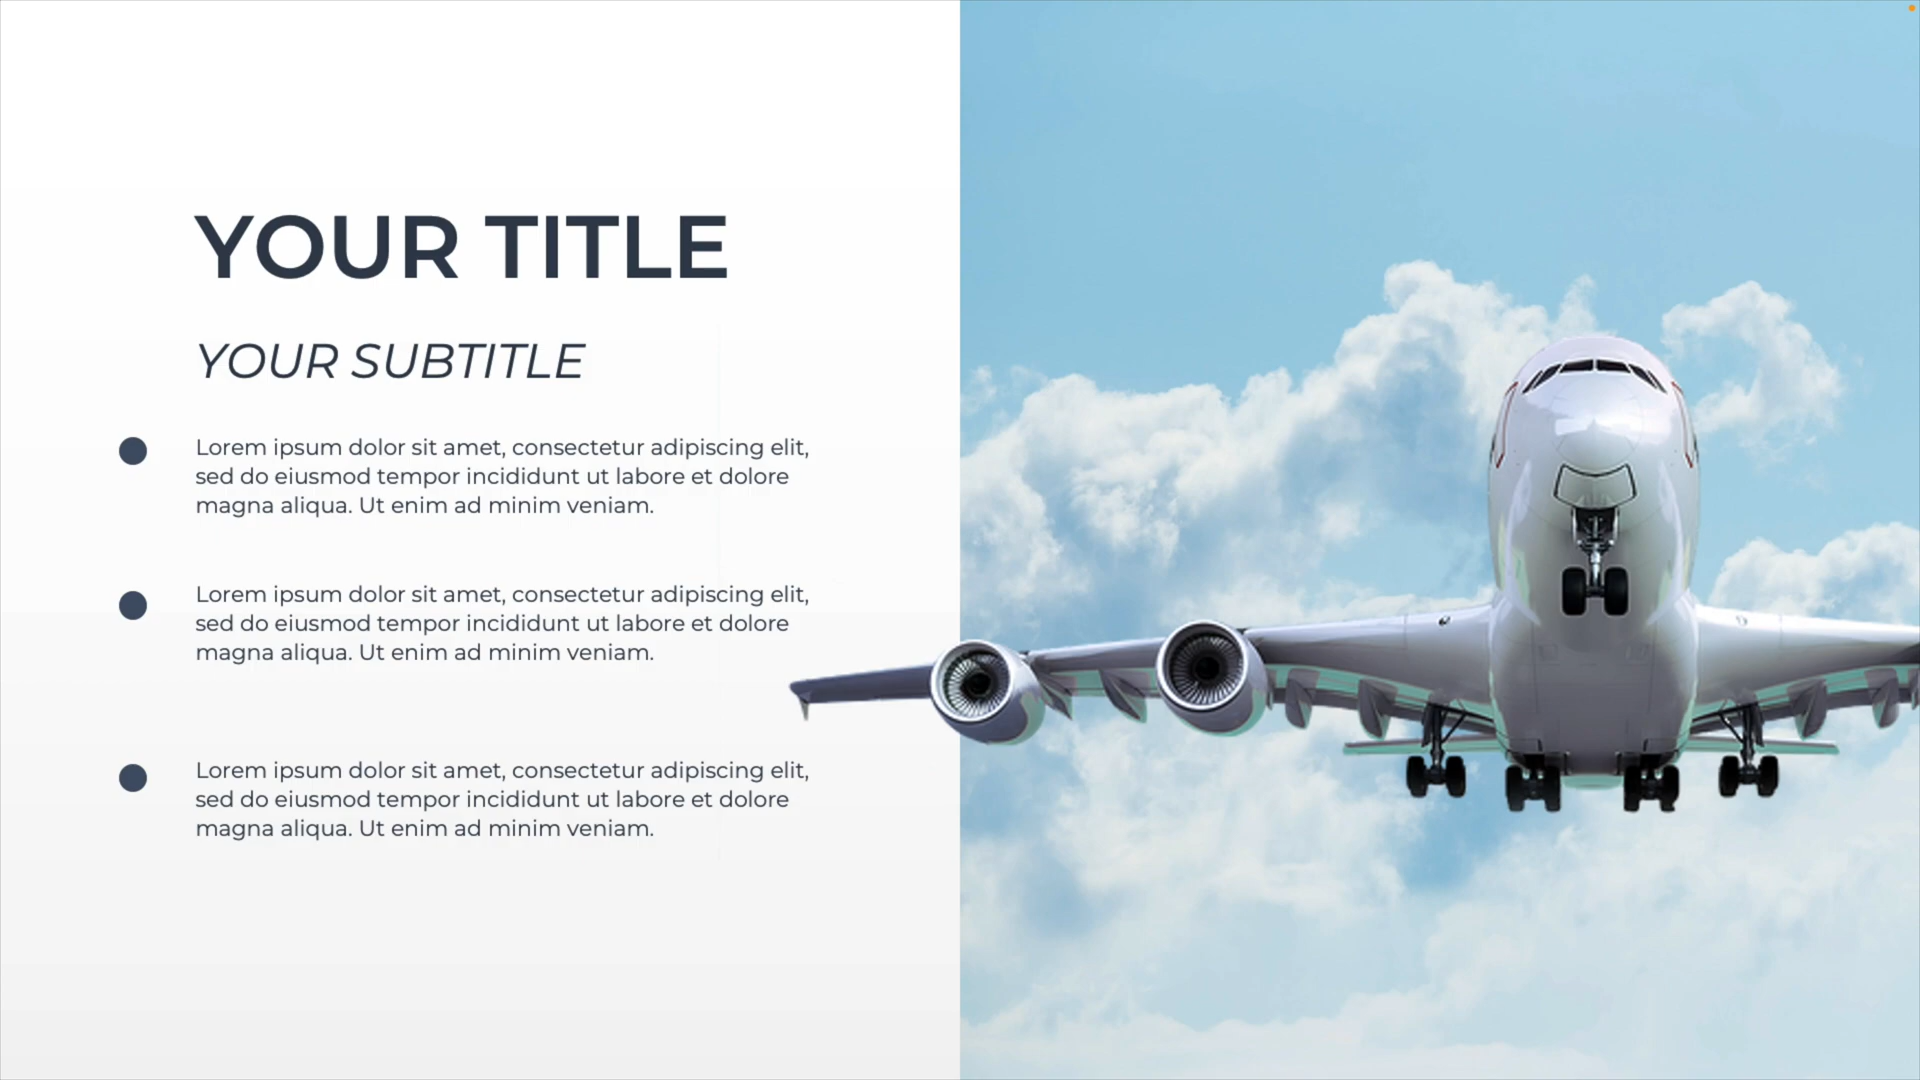 YOUR TITLE
YOUR SUBTITLE
Lorem ipsum dolor sit amet, consectetur adipiscing elit,
sed do eiusmod tempor incididunt ut labore et dolore
magna aliqua. Ut enim ad minim veniam.
Lorem ipsum dolor sit amet, consectetur adipiscing elit,
sed do eiusmod tempor incididunt ut labore et dolore
magna aliqua. Ut enim ad minim veniam.
Lorem ipsum dolor sit amet, consectetur adipiscing elit,
sed do eiusmod tempor incididunt ut labore et dolore
magna aliqua. Ut enim ad minim veniam.